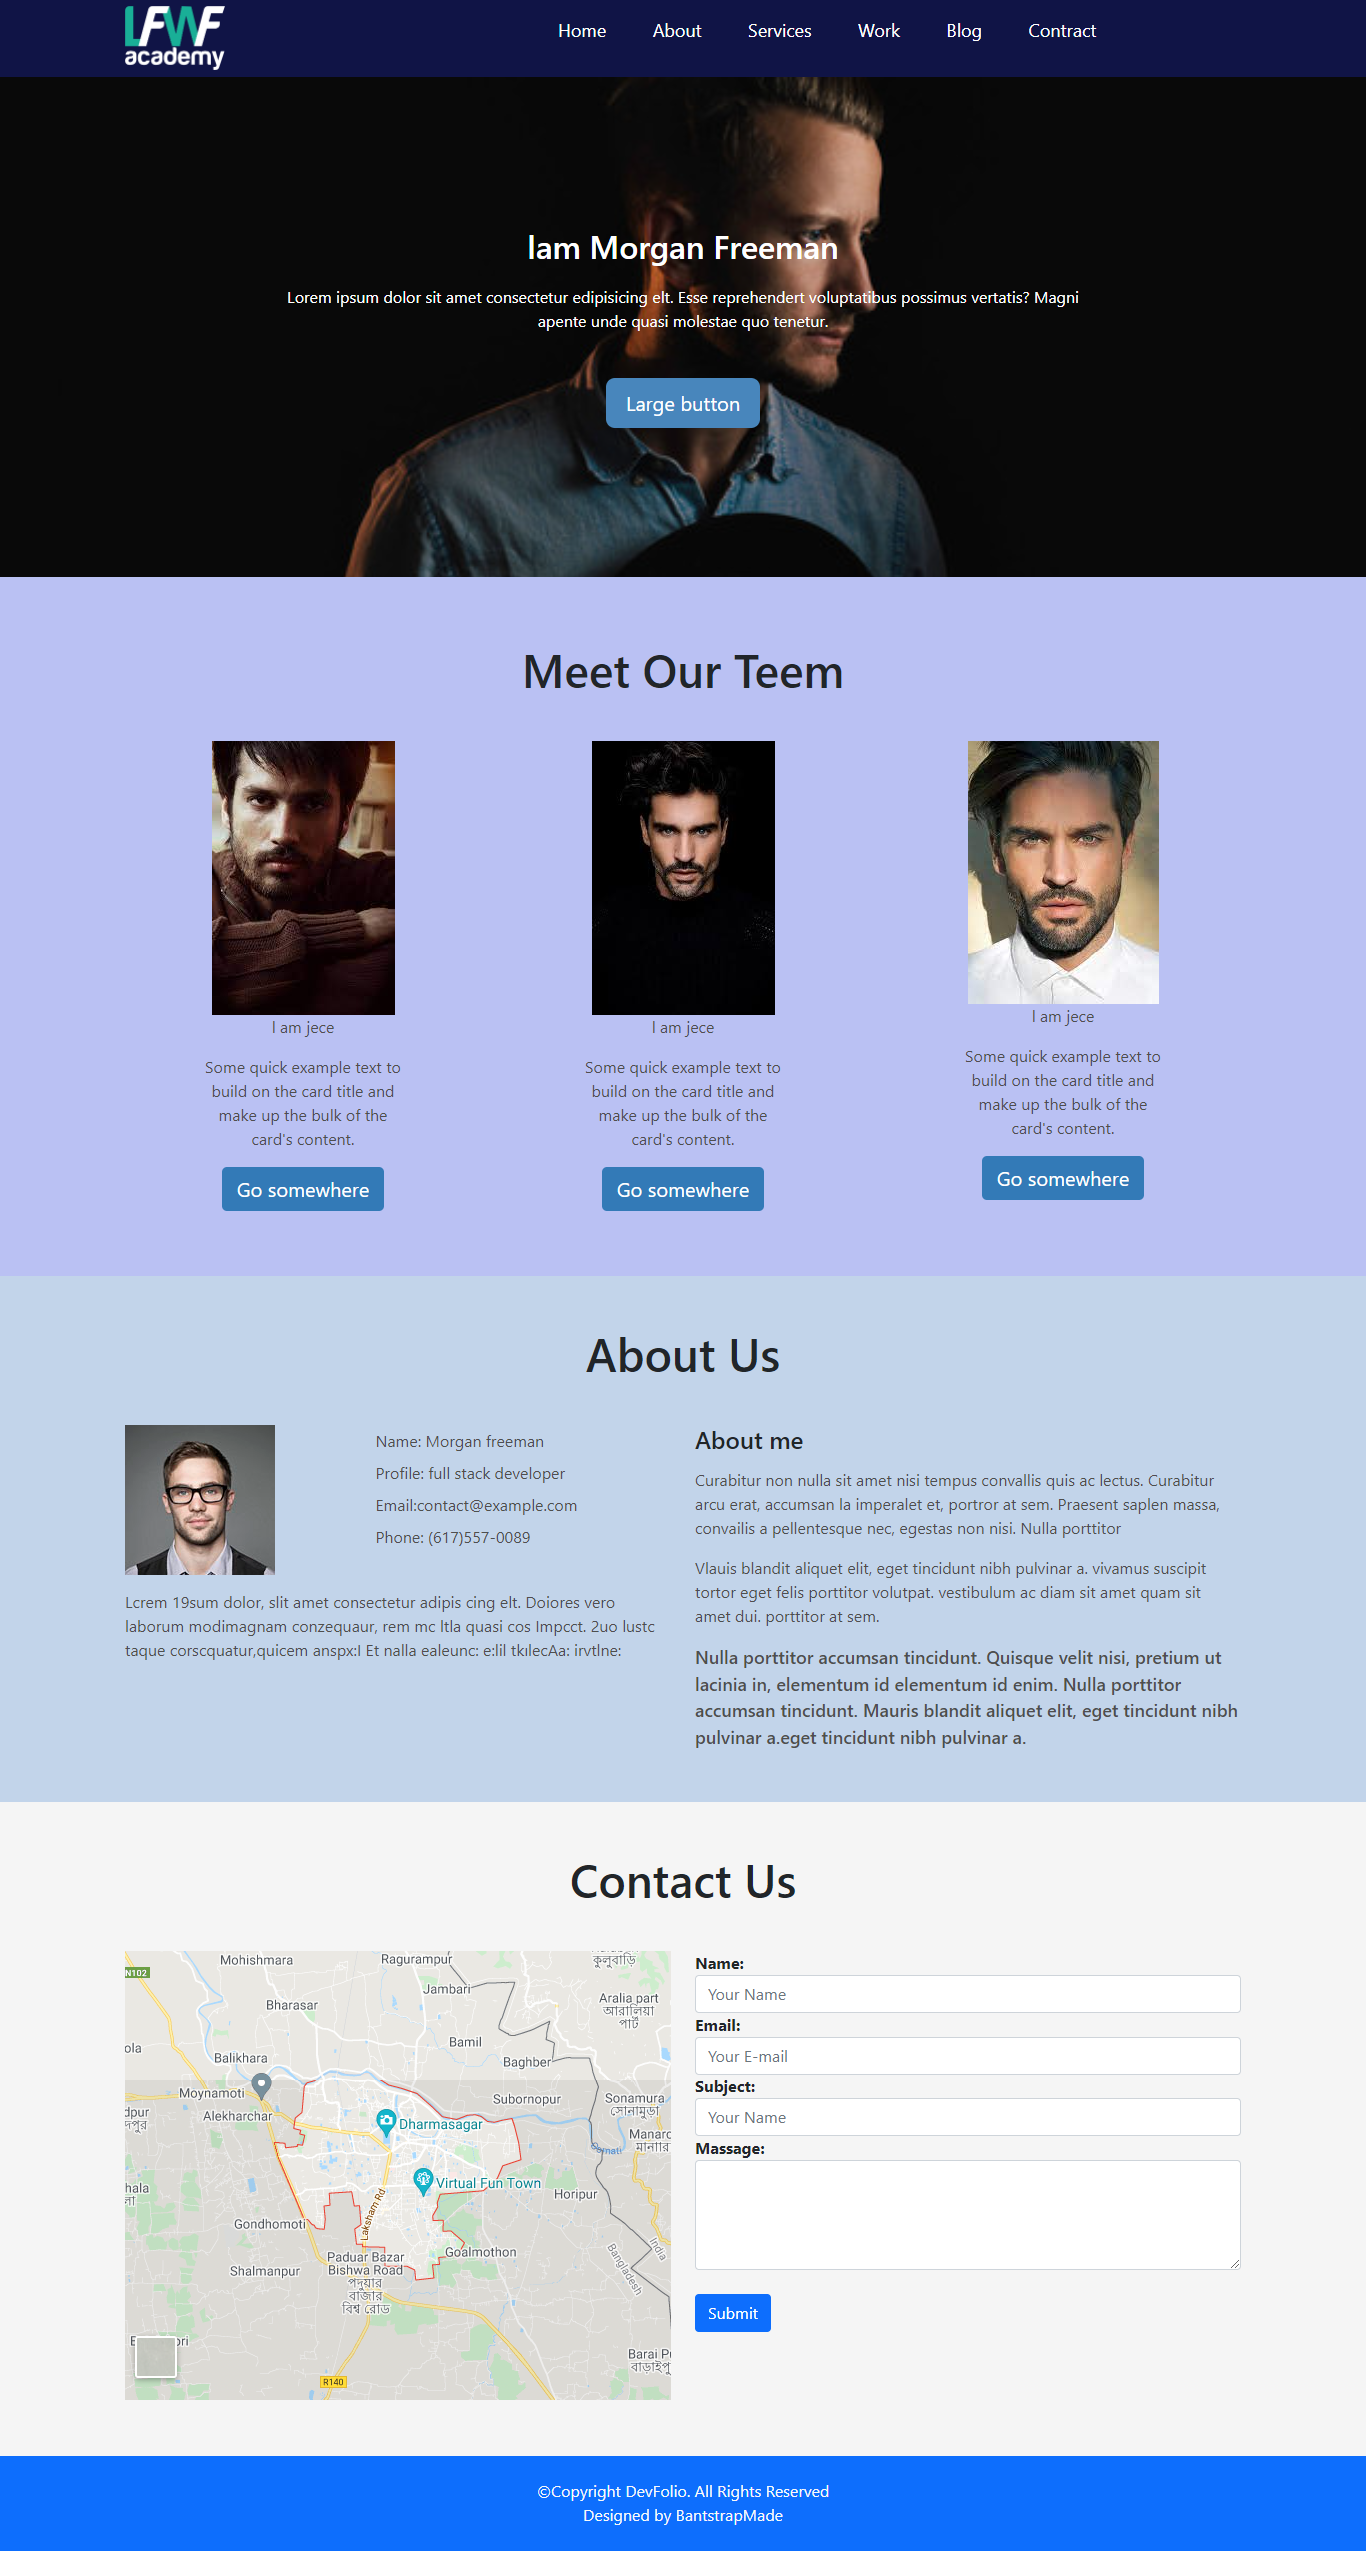 LFWF
academy
Home About Services Work Blog Contract
Iam Morgan Freeman
Lorem ipsum dolor sit amet consectetur edipisicing elt. Esse reprehendert voluptatibus possimus vertatis? Magni
apente unde quasi molestae quo tenetur.
Large button
Meet Our Teem
I am jece
Some quick example text to
build on the card title and
make up the bulk of the
card's content.
Go somewhere
I am jece
Some quick example text to
build on the card title and
make up the bulk of the
card's content.
Go somewhere
I am jece
Some quick example text to
build on the card title and
make up the bulk of the
card's content.
Go somewhere
About Us
Name: Morgan freeman
Profile: full stack developer
Email:contact@example.com
Phone: (617)557-0089
Lcrem 19sum dolor, slit amet consectetur adipis cing elt. Doiores vero
laborum modimagnam conzequaur, rem mc ltla quasi cos Impcct. 2uo lustc
taque corscquatur,quicem anspx:I Et nalla ealeunc: e:lil tkılecAa: irvtlne:
About me
Curabitur non nulla sit amet nisi tempus convallis quis ac lectus. Curabitur
arcu erat, accumsan la imperalet et, portror at sem. Praesent saplen massa,
convailis a pellentesque nec, egestas non nisi. Nulla porttitor
Vlauis blandit aliquet elit, eget tincidunt nibh pulvinar a. vivamus suscipit
tortor eget felis porttitor volutpat. vestibulum ac diam sit amet quam sit
amet dui. porttitor at sem.
Nulla porttitor accumsan tincidunt. Quisque velit nisi, pretium ut
lacinia in, elementum id elementum id enim. Nulla porttitor
accumsan tincidunt. Mauris blandit aliquet elit, eget tincidunt nibh
pulvinar a.eget tincidunt nibh pulvinar a.
Contact Us
Mohishmara
Ragurampur
কুলুবাড়ি
N102
Jambari
Aralia part
আরালিয়া
পার্ট
Bharasar
Bamil
ola
Balikhara
Baghber
Moynamoti
Subornopur
Sonamura
সোনামুড়া
dpur
দপুর
Alekharchar
Dharmasagar
Manar
Gomati
hala
লা
Virtual Fun Town
Horipur
Laksham Rd
Gondhomoti
Goalmothon
India
Bangladesh
Paduar Bazar
Bishwa Road
পদুয়ার
বাজার
বিশ্ব রোড
Shalmanpur
ori
Barai P
বাড়াইপু
R140
Name:
Your Name
Email:
Your E-mail
Subject:
Your Name
Massage:
Submit
©Copyright DevFolio. All Rights Reserved
Designed by BantstrapMade